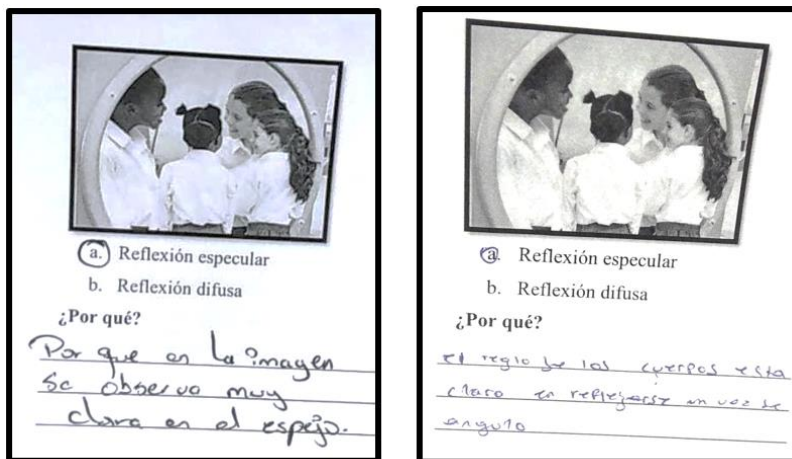 a. Reflexión especular
b. Reflexión difusa
¿Por qué?
Por que en la imagen
se observa muy
clara en el espejo.
a. Reflexión especular
b. Reflexión difusa
¿Por qué?
el de los cuerpos esta
claro en reflejarse en vez de
angulo